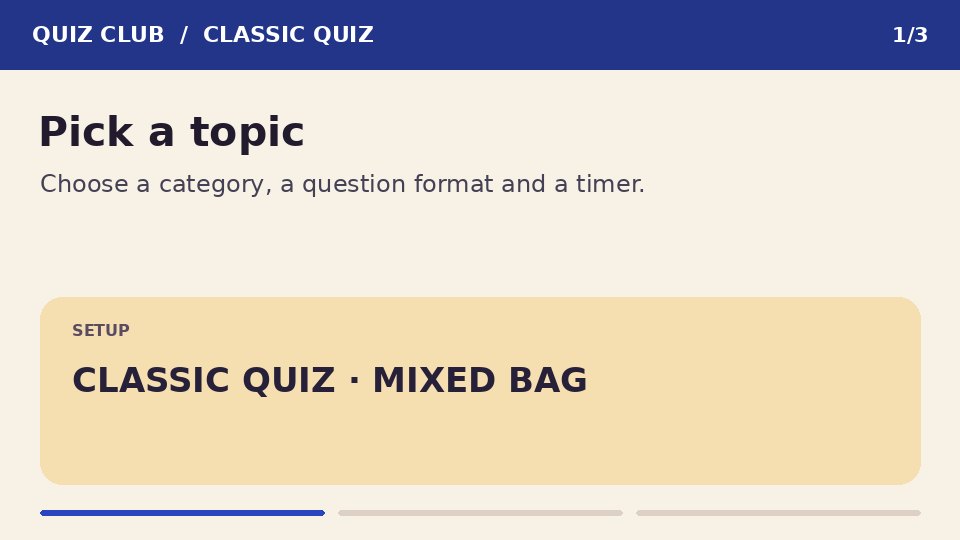 QUIZ CLUB / CLASSIC QUIZ 1/3
Pick a topic
Choose a category, a question format and a timer.
SETUP
CLASSIC QUIZ · MIXED BAG